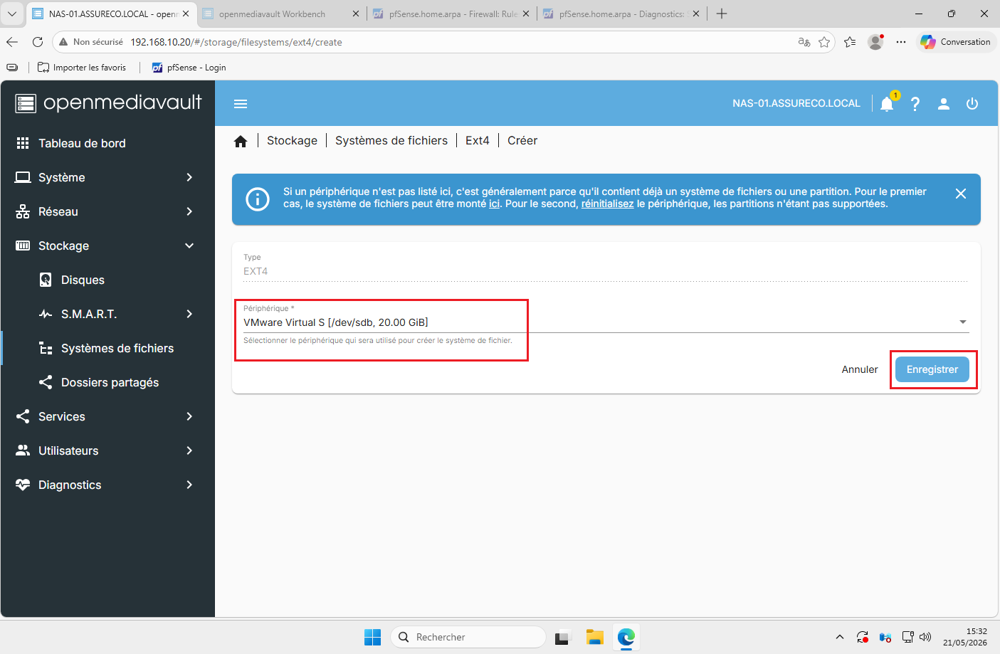 NAS-01.ASSURECO.LOCAL - openm
openmediavault Workbench
pfSense.home.arpa - Firewall: Rule
pfSense.home.arpa - Diagnostics:
Non sécurisé 192.168.10.20/#/storage/filesystems/ext4/create
Conversation
Importer les favoris
pfSense - Login
openmediavault
NAS-01.ASSURECO.LOCAL
1
Tableau de bord
Système
Réseau
Stockage
Disques
S.M.A.R.T.
Systèmes de fichiers
Dossiers partagés
Services
Utilisateurs
Diagnostics
Stockage | Systèmes de fichiers | Ext4 | Créer
Si un périphérique n'est pas listé ici, c'est généralement parce qu'il contient déjà un système de fichiers ou une partition. Pour le premier
cas, le système de fichiers peut être monté ici. Pour le second, réinitialisez le périphérique, les partitions n'étant pas supportées.
Type
EXT4
Périphérique *
VMware Virtual S [/dev/sdb, 20.00 GiB]
Sélectionner le périphérique qui sera utilisé pour créer le système de fichier.
Annuler
Enregistrer
Rechercher
15:32
21/05/2026